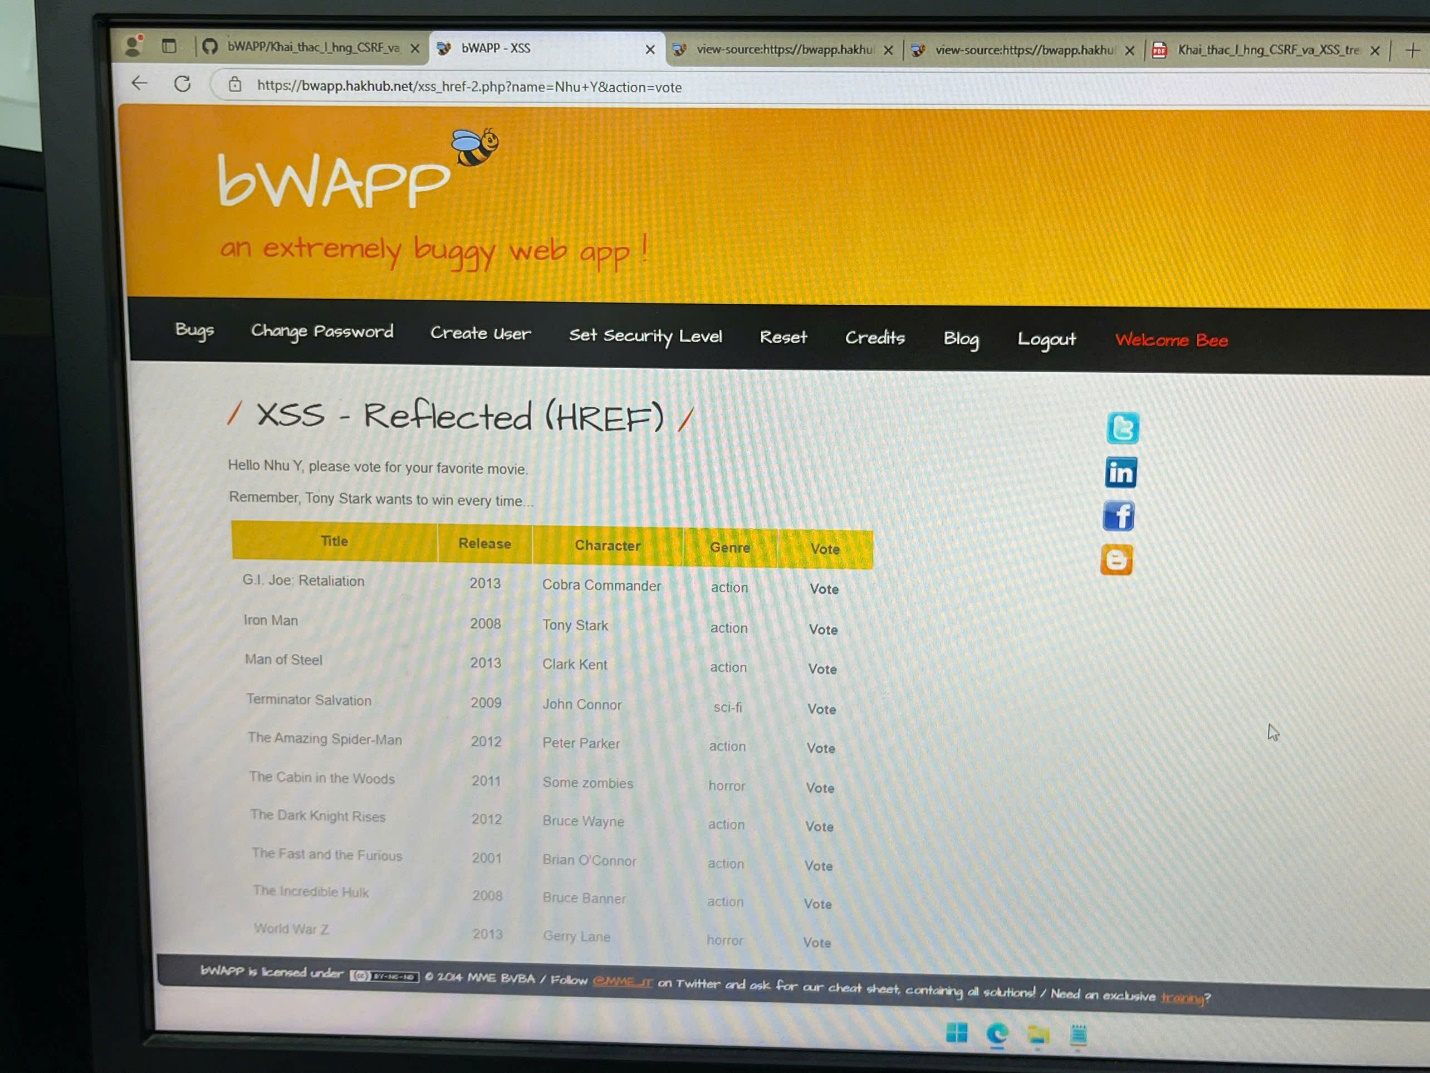 bWAPP/Khai_thac_l_hng_CSRF_va_
bWAPP - XSS
view-source:https://bwapp.hakhu
view-source:https://bwapp.hakhu
Khai_thac_l_hng_CSRF_va_XSS_tre
https://bwapp.hakhub.net/xss_href-2.php?name=Nhu+Y&action=vote
bWAPP
an extremely buggy web app !
Bugs Change Password Create User Set Security Level Reset Credits Blog Logout Welcome Bee
/ XSS - Reflected (HREF) /
Hello Nhu Y, please vote for your favorite movie.
Remember, Tony Stark wants to win every time...
Title Release Character Genre Vote
G.I. Joe: Retaliation 2013 Cobra Commander action Vote
Iron Man 2008 Tony Stark action Vote
Man of Steel 2013 Clark Kent action Vote
Terminator Salvation 2009 John Connor sci-fi Vote
The Amazing Spider-Man 2012 Peter Parker action Vote
The Cabin in the Woods 2011 Some zombies horror Vote
The Dark Knight Rises 2012 Bruce Wayne action Vote
The Fast and the Furious 2001 Brian O'Connor action Vote
The Incredible Hulk 2008 Bruce Banner action Vote
World War Z 2013 Gerry Lane horror Vote
bWAPP is licensed under (cc) BY-NC-ND © 2014 MME BVBA / Follow @MME_IT on Twitter and ask for our cheat sheet, containing all solutions! / Need an exclusive training?